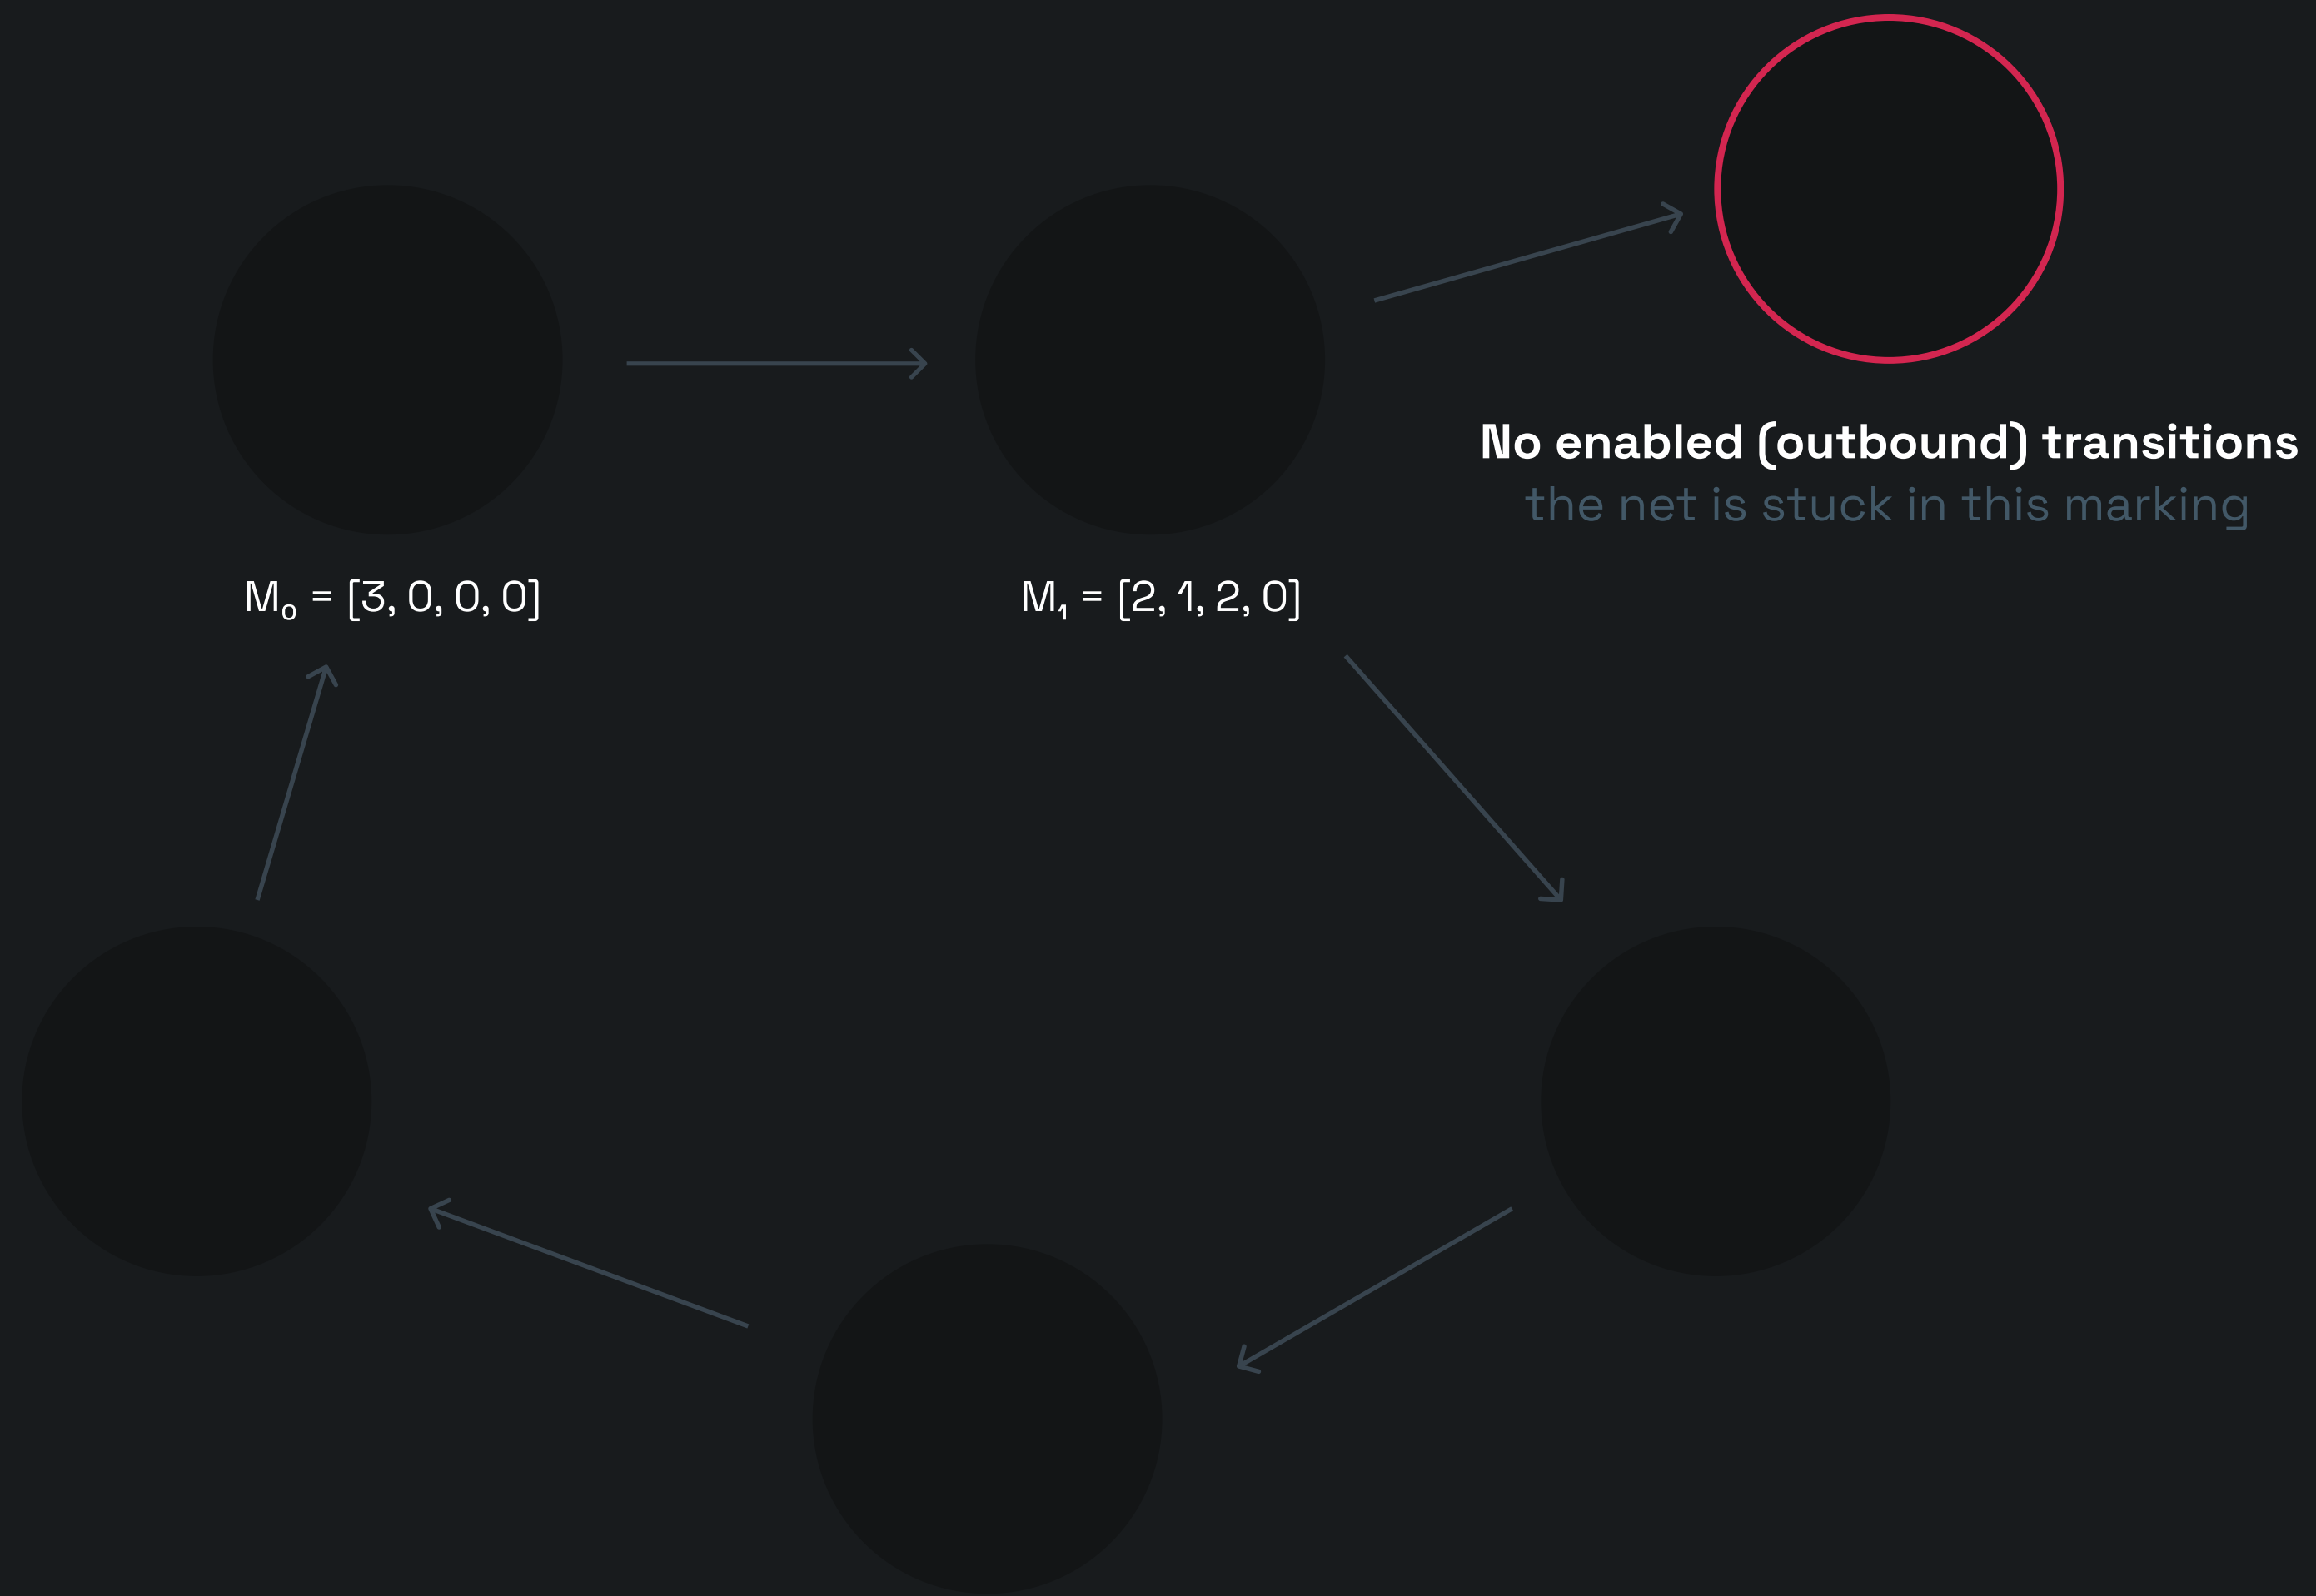 No enabled (outbound) transitions
the net is stuck in this marking
M₀ = [3, 0, 0, 0]
M₁ = [2, 1, 2, 0]